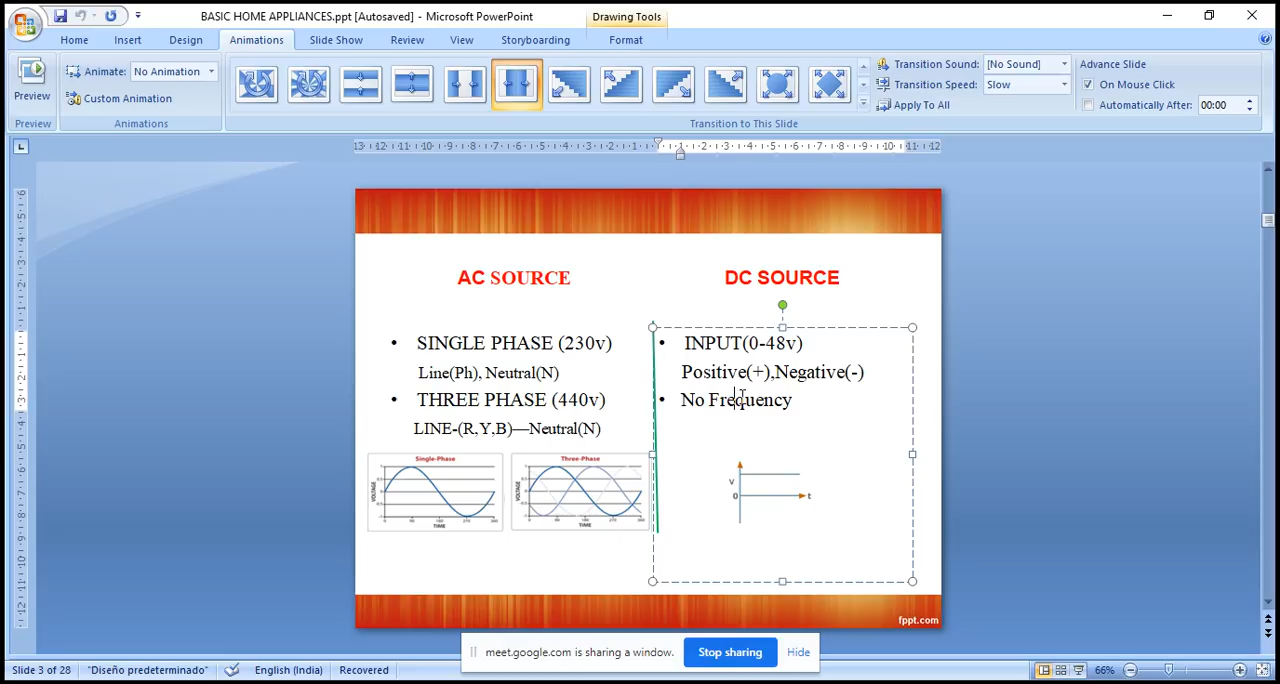 BASIC HOME APPLIANCES.ppt [Autosaved] - Microsoft PowerPoint
Drawing Tools
Home Insert Design Animations Slide Show Review View Storyboarding Format
Preview
Animate: No Animation
Custom Animation
Transition Sound: [No Sound]
Transition Speed: Slow
Apply To All
Advance Slide
On Mouse Click
Automatically After: 00:00
Preview Animations Transition to This Slide
AC SOURCE
• SINGLE PHASE (230v)
Line(Ph), Neutral(N)
• THREE PHASE (440v)
LINE-(R,Y,B)—Neutral(N)
Single-Phase
VOLTAGE
TIME
Three-Phase
VOLTAGE
TIME
DC SOURCE
• INPUT(0-48v)
Positive(+),Negative(-)
• No Frequency
V
0
t
fppt.com
meet.google.com is sharing a window. Stop sharing Hide
Slide 3 of 28 "Diseño predeterminado" English (India) Recovered 66%